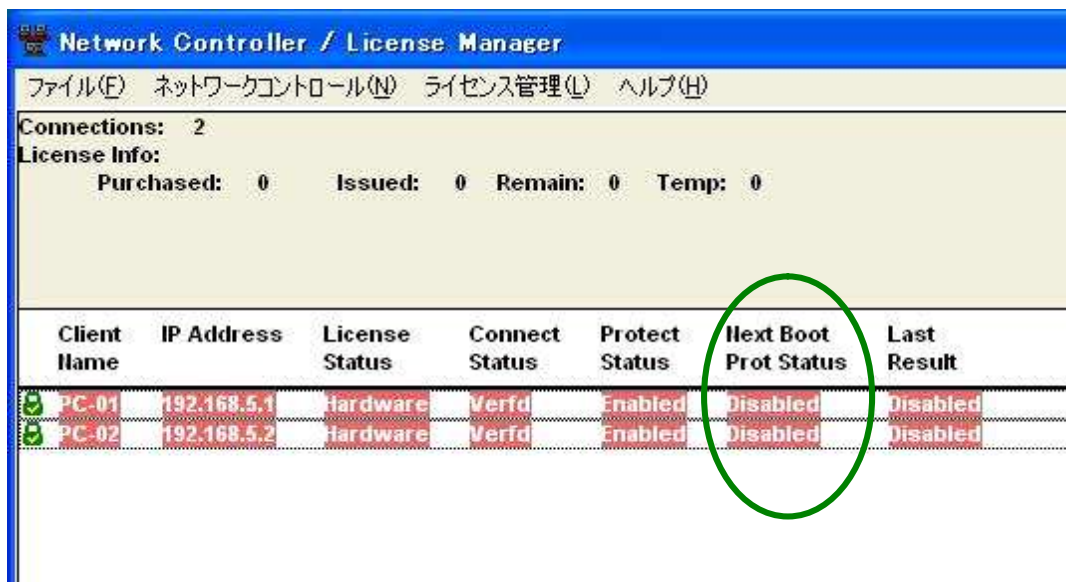 Network Controller / License Manager
ファイル(F) ネットワークコントロール(N) ライセンス管理(L) ヘルプ(H)
Connections: 2
License Info:
Purchased: 0 Issued: 0 Remain: 0 Temp: 0
Client Name IP Address License Status Connect Status Protect Status Next Boot Prot Status Last Result
PC-01 192.168.5.1 Hardware Verfd Enabled Disabled Disabled
PC-02 192.168.5.2 Hardware Verfd Enabled Disabled Disabled